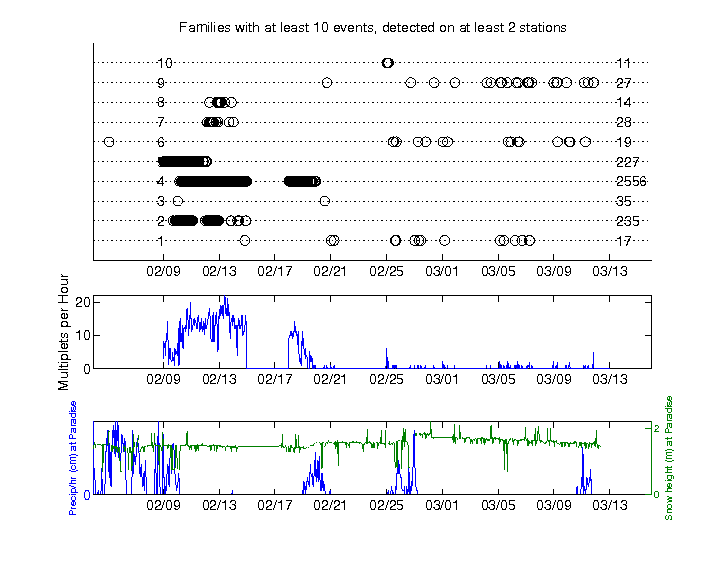 Families with at least 10 events, detected on at least 2 stations
10 11
9 27
8 14
7 28
6 19
227
4 2556
3 35
2 235
1 17
02/09 02/13 02/17 02/21 02/25 03/01 03/05 03/09 03/13
Multiplets per Hour
20
10
0
02/09 02/13 02/17 02/21 02/25 03/01 03/05 03/09 03/13
Precip/hr (cm) at Paradise
Snow height (m) at Paradise
2
0 0
02/09 02/13 02/17 02/21 02/25 03/01 03/05 03/09 03/13